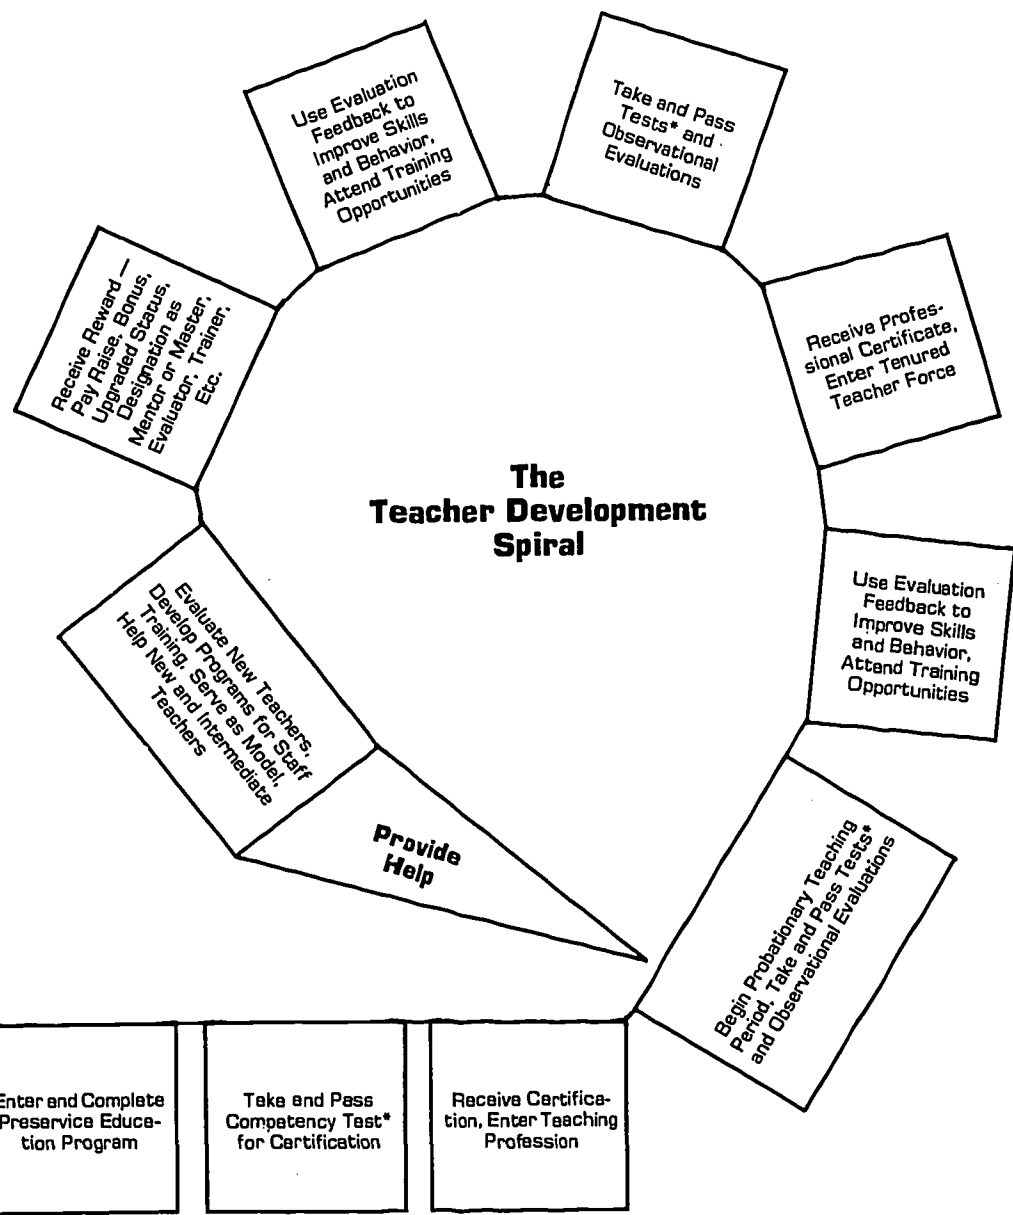 The
Teacher Development
Spiral
Enter and Complete
Preservice Educa-
tion Program
Take and Pass
Competency Test*
for Certification
Receive Certifica-
tion, Enter Teaching
Profession
Begin Probationary Teaching
Period, Take and Pass Tests*
and Observational Evaluations
Use Evaluation
Feedback to
Improve Skills
and Behavior,
Attend Training
Opportunities
Receive Profes-
sional Certificate,
Enter Tenured
Teacher Force
Take and Pass
Tests* and
Observational
Evaluations
Use Evaluation
Feedback to
Improve Skills
and Behavior,
Attend Training
Opportunities
Receive Reward —
Pay Raise, Bonus,
Upgraded Status,
Designation as
Mentor or Master,
Evaluator, Trainer,
Etc.
Evaluate New Teachers,
Develop Programs for Staff
Training, Serve as Model,
Help New and Intermediate
Teachers
Provide
Help